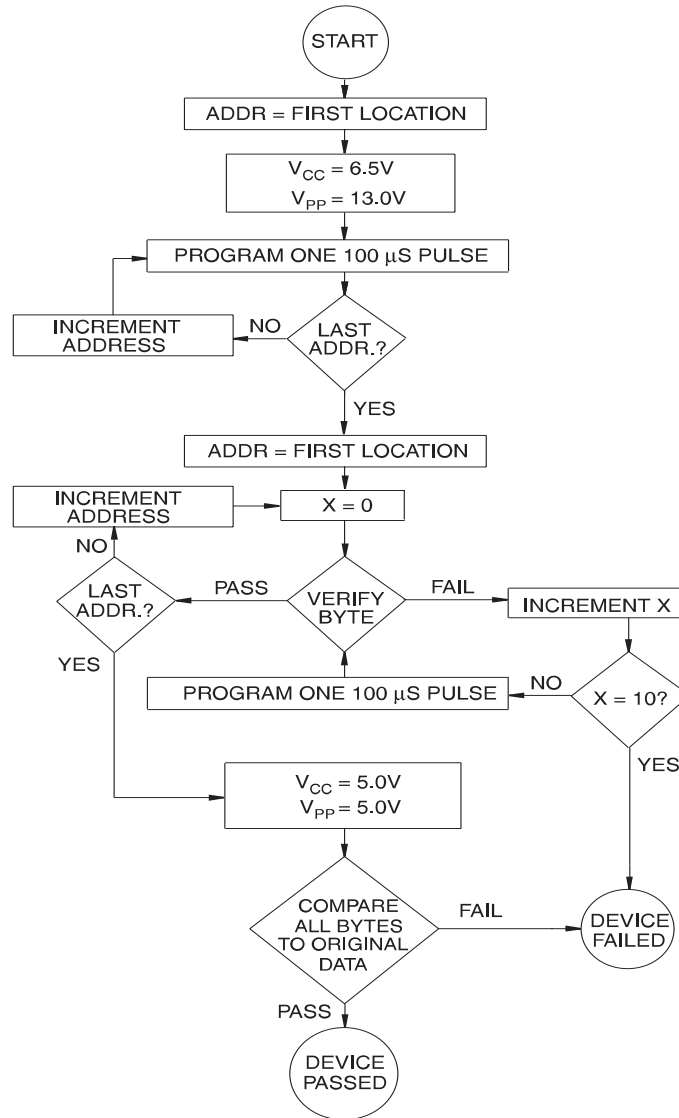 START
ADDR = FIRST LOCATION
VCC = 6.5V
VPP = 13.0V
PROGRAM ONE 100 µS PULSE
INCREMENT
ADDRESS
NO
LAST
ADDR.?
YES
ADDR = FIRST LOCATION
INCREMENT
ADDRESS
X = 0
NO
LAST
ADDR.?
PASS
VERIFY
BYTE
FAIL
INCREMENT X
YES
PROGRAM ONE 100 µS PULSE
NO
X = 10?
YES
VCC = 5.0V
VPP = 5.0V
COMPARE
ALL BYTES
TO ORIGINAL
DATA
FAIL
DEVICE
FAILED
PASS
DEVICE
PASSED